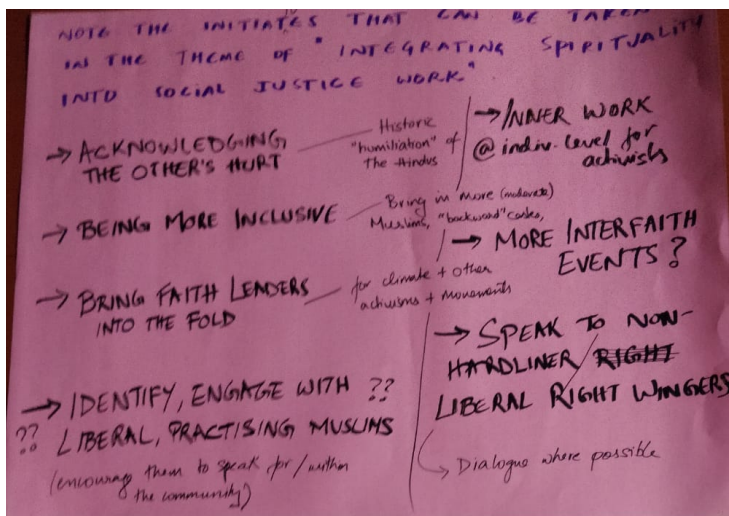 NOTE THE INITIATES THAT CAN BE TAKEN
IN THE THEME OF "INTEGRATING SPIRITUALITY
INTO SOCIAL JUSTICE WORK"
→ ACKNOWLEDGING
THE OTHER'S HURT
Historic
"humiliation" of
The Hindus
→ BEING MORE INCLUSIVE
Bring in more (moderate)
Muslims, "backward" castes,
→ BRING FAITH LEADERS
INTO THE FOLD
for climate + other
activisms + movements
→ IDENTIFY, ENGAGE WITH ??
?? LIBERAL, PRACTISING MUSLIMS
(encourage them to speak for/within
the community)
→ INNER WORK
@ indiv. level for
activists
→ MORE INTERFAITH
EVENTS?
→ SPEAK TO NON-
HARDLINER / RIGHT
LIBERAL RIGHT WINGERS
Dialogue where possible